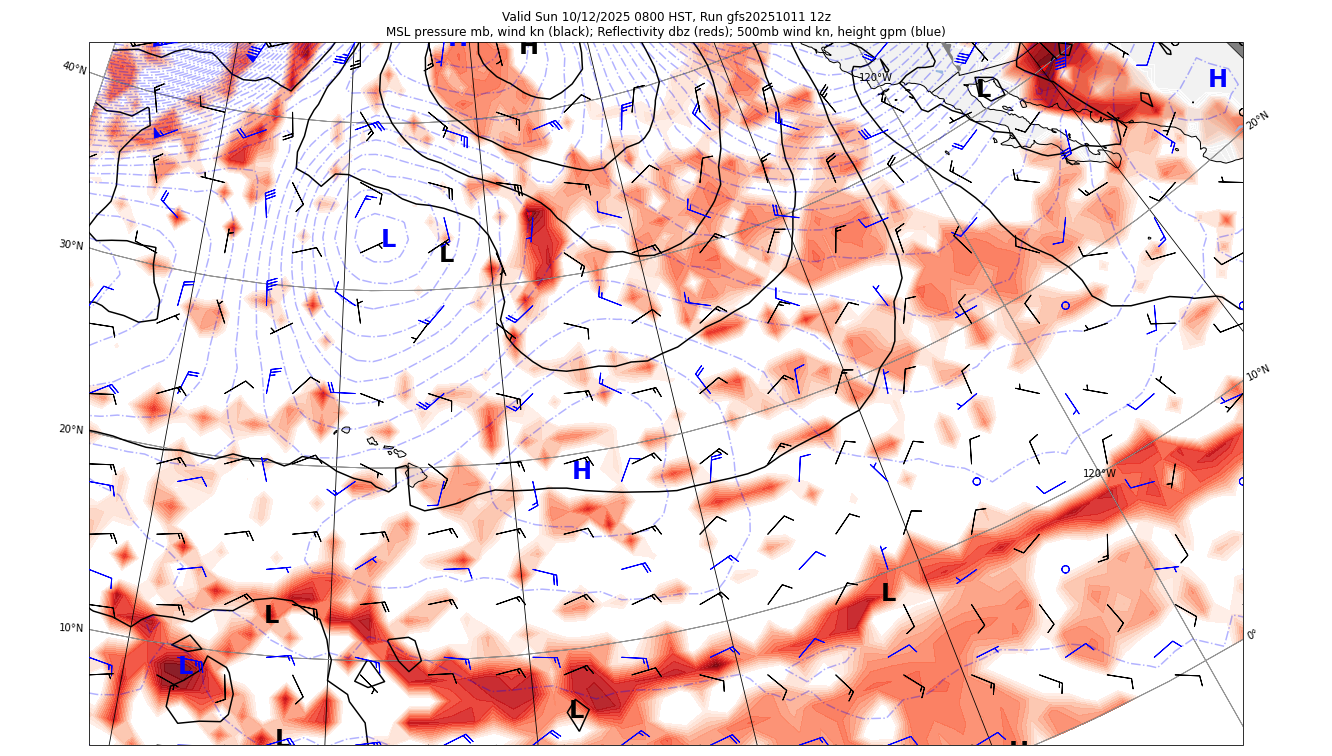 Valid Sun 10/12/2025 0800 HST, Run gfs20251011 12z
MSL pressure mb, wind kn (black); Reflectivity dbz (reds); 500mb wind kn, height gpm (blue)
H
H
40°N
120°W
L
H
20°N
30°N
L
L
10°N
20°N
H
120°W
L
L
10°N
0°
L
L
L
H